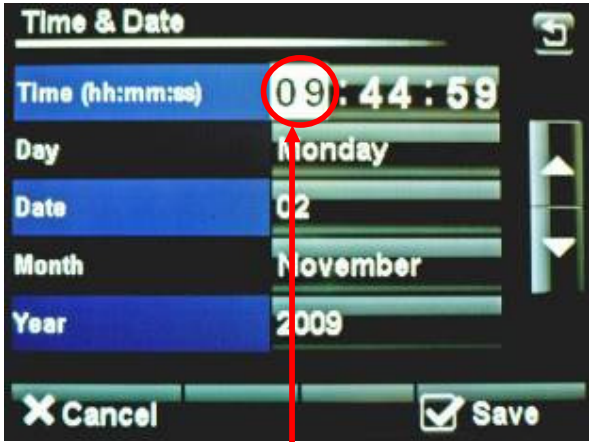 Time & Date
Time (hh:mm:ss) 09:44:59
Day Monday
Date 02
Month November
Year 2009
Cancel Save